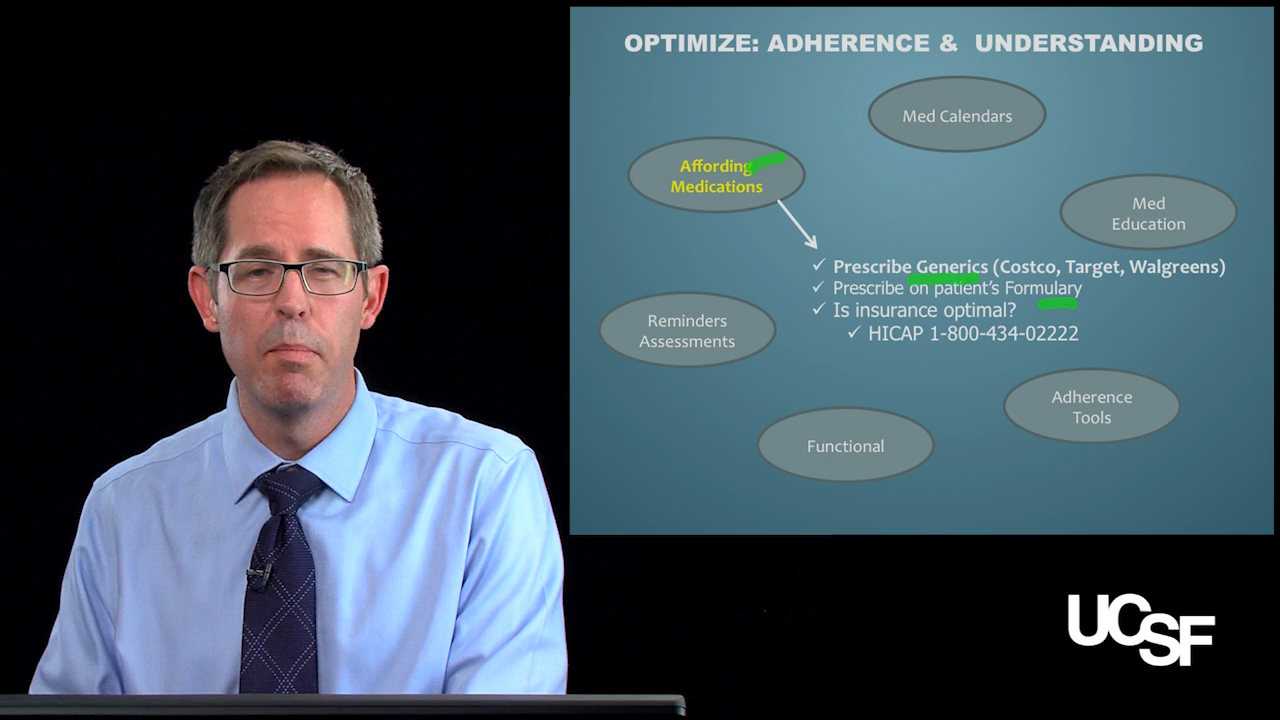 OPTIMIZE: ADHERENCE & UNDERSTANDING
Med Calendars
Affording
Medications
Med
Education
✓ Prescribe Generics (Costco, Target, Walgreens)
✓ Prescribe on patient's Formulary
✓ Is insurance optimal?
✓ HICAP 1-800-434-02222
Reminders
Assessments
Adherence
Tools
Functional
UCSF